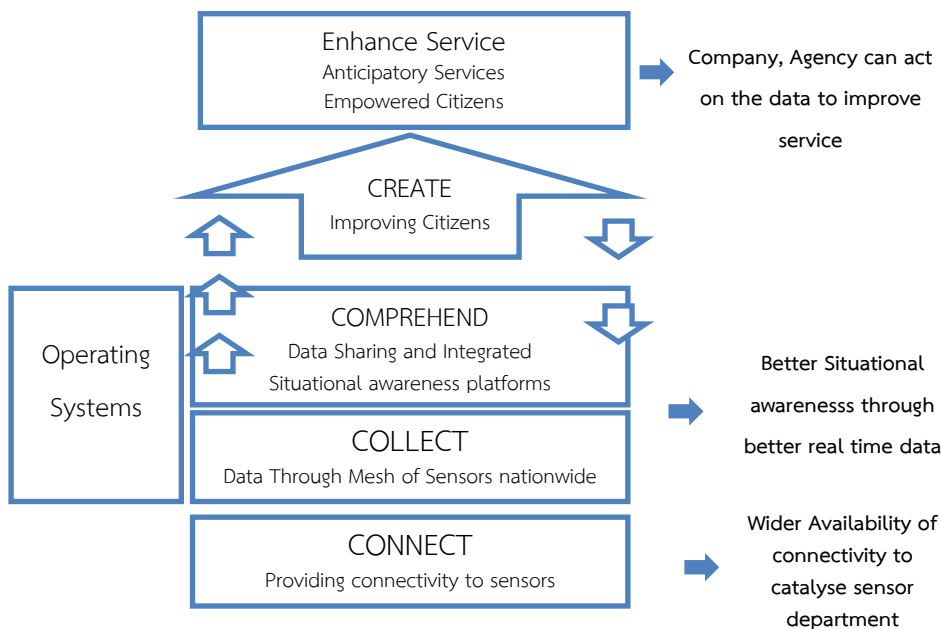 Enhance Service
Anticipatory Services
Empowered Citizens
Company, Agency can act
on the data to improve
service
CREATE
Improving Citizens
Operating
Systems
COMPREHEND
Data Sharing and Integrated
Situational awareness platforms
Better Situational
awarenesss through
better real time data
COLLECT
Data Through Mesh of Sensors nationwide
CONNECT
Providing connectivity to sensors
Wider Availability of
connectivity to
catalyse sensor
department